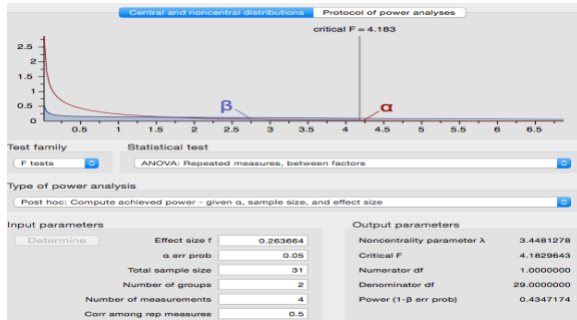 Central and noncentral distributions Protocol of power analyses
critical F = 4.183
2.5
2
1.5
1
0.5
0
β α
0.5 1 1.5 2 2.5 3 3.5 4 4.5 5 5.5 6 6.5
Test family Statistical test
F tests ANOVA: Repeated measures, between factors
Type of power analysis
Post hoc: Compute achieved power - given α, sample size, and effect size
Input parameters Output parameters
Determine Effect size f 0.263664 Noncentrality parameter λ 3.4481278
α err prob 0.05 Critical F 4.1829643
Total sample size 31 Numerator df 1.0000000
Number of groups 2 Denominator df 29.0000000
Number of measurements 4 Power (1-β err prob) 0.4347174
Corr among rep measures 0.5